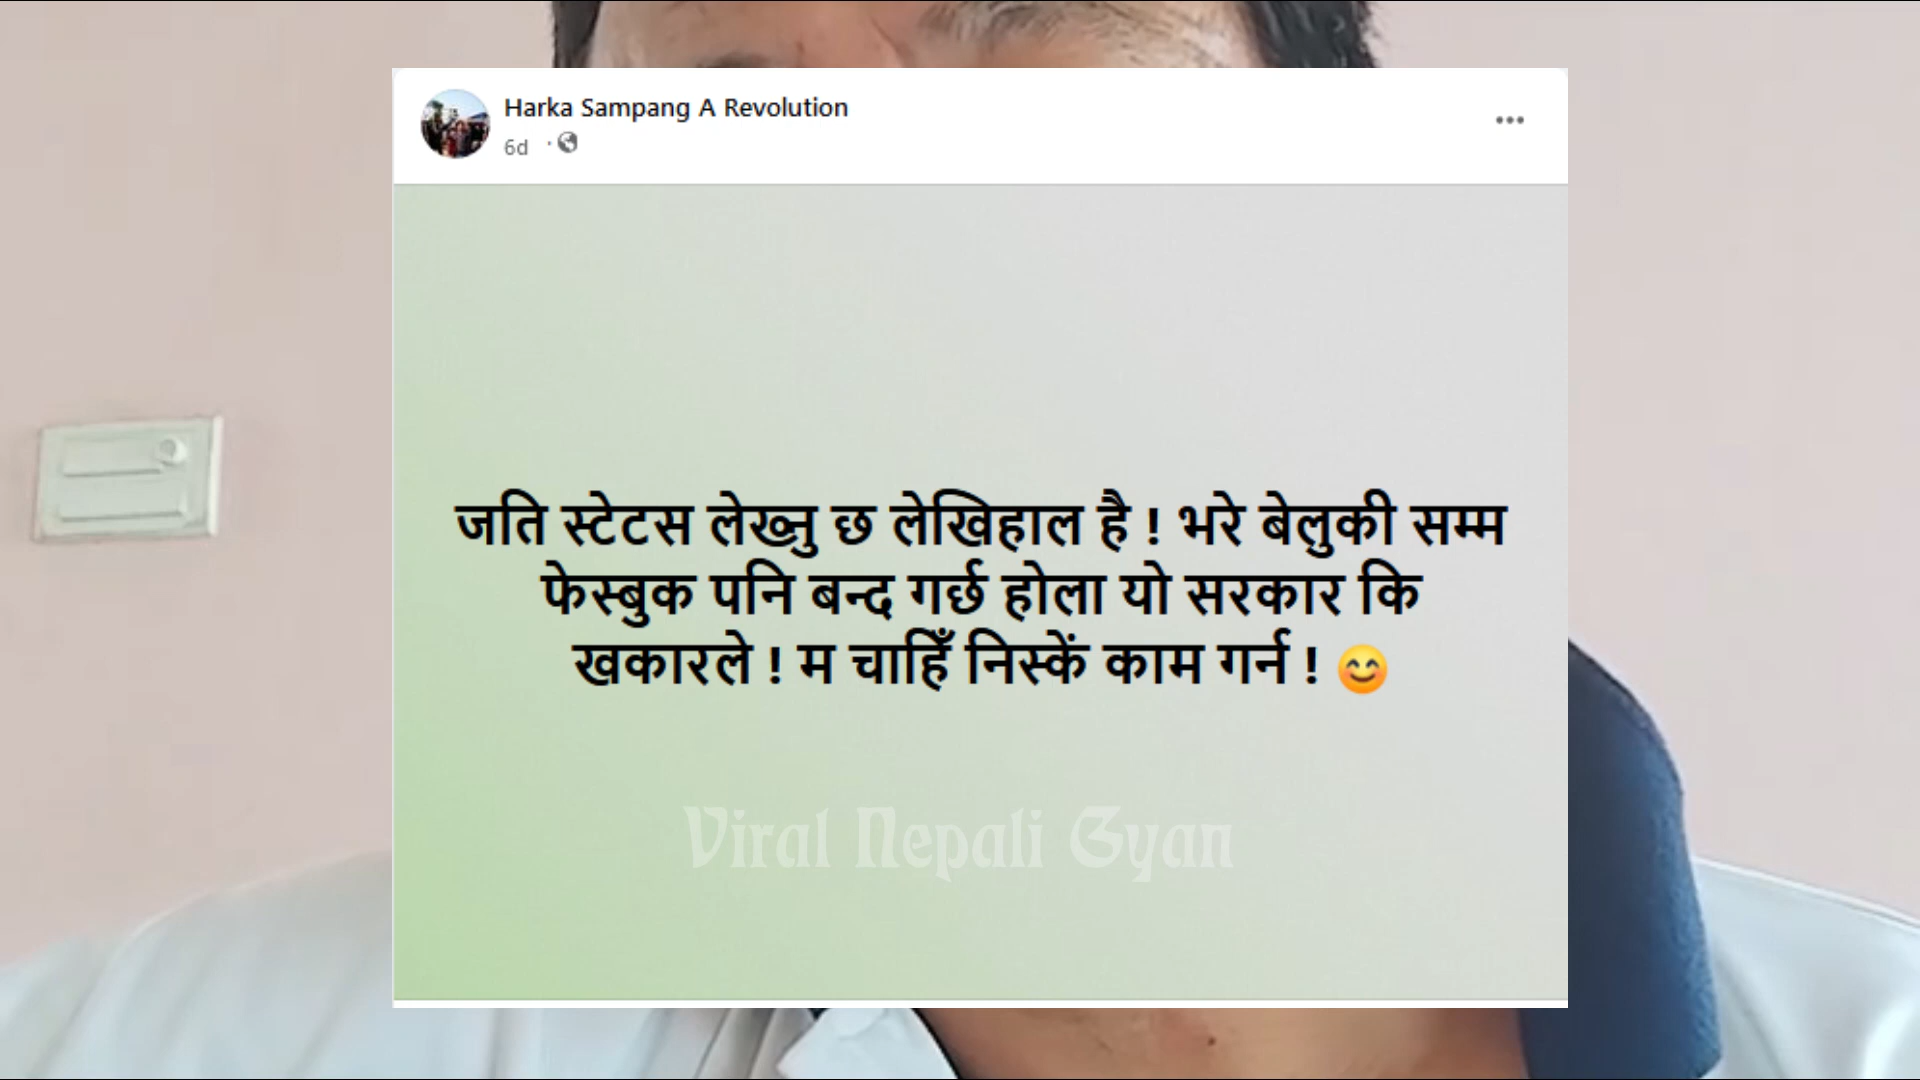 Harka Sampang A Revolution
6d ·
जति स्टेटस लेख्नु छ लेखिहाल है ! भरे बेलुकी सम्म
फेस्बुक पनि बन्द गर्छ होला यो सरकार कि
खकारले ! म चाहिँ निस्कें काम गर्न ! 😊
Viral Nepali Gyan